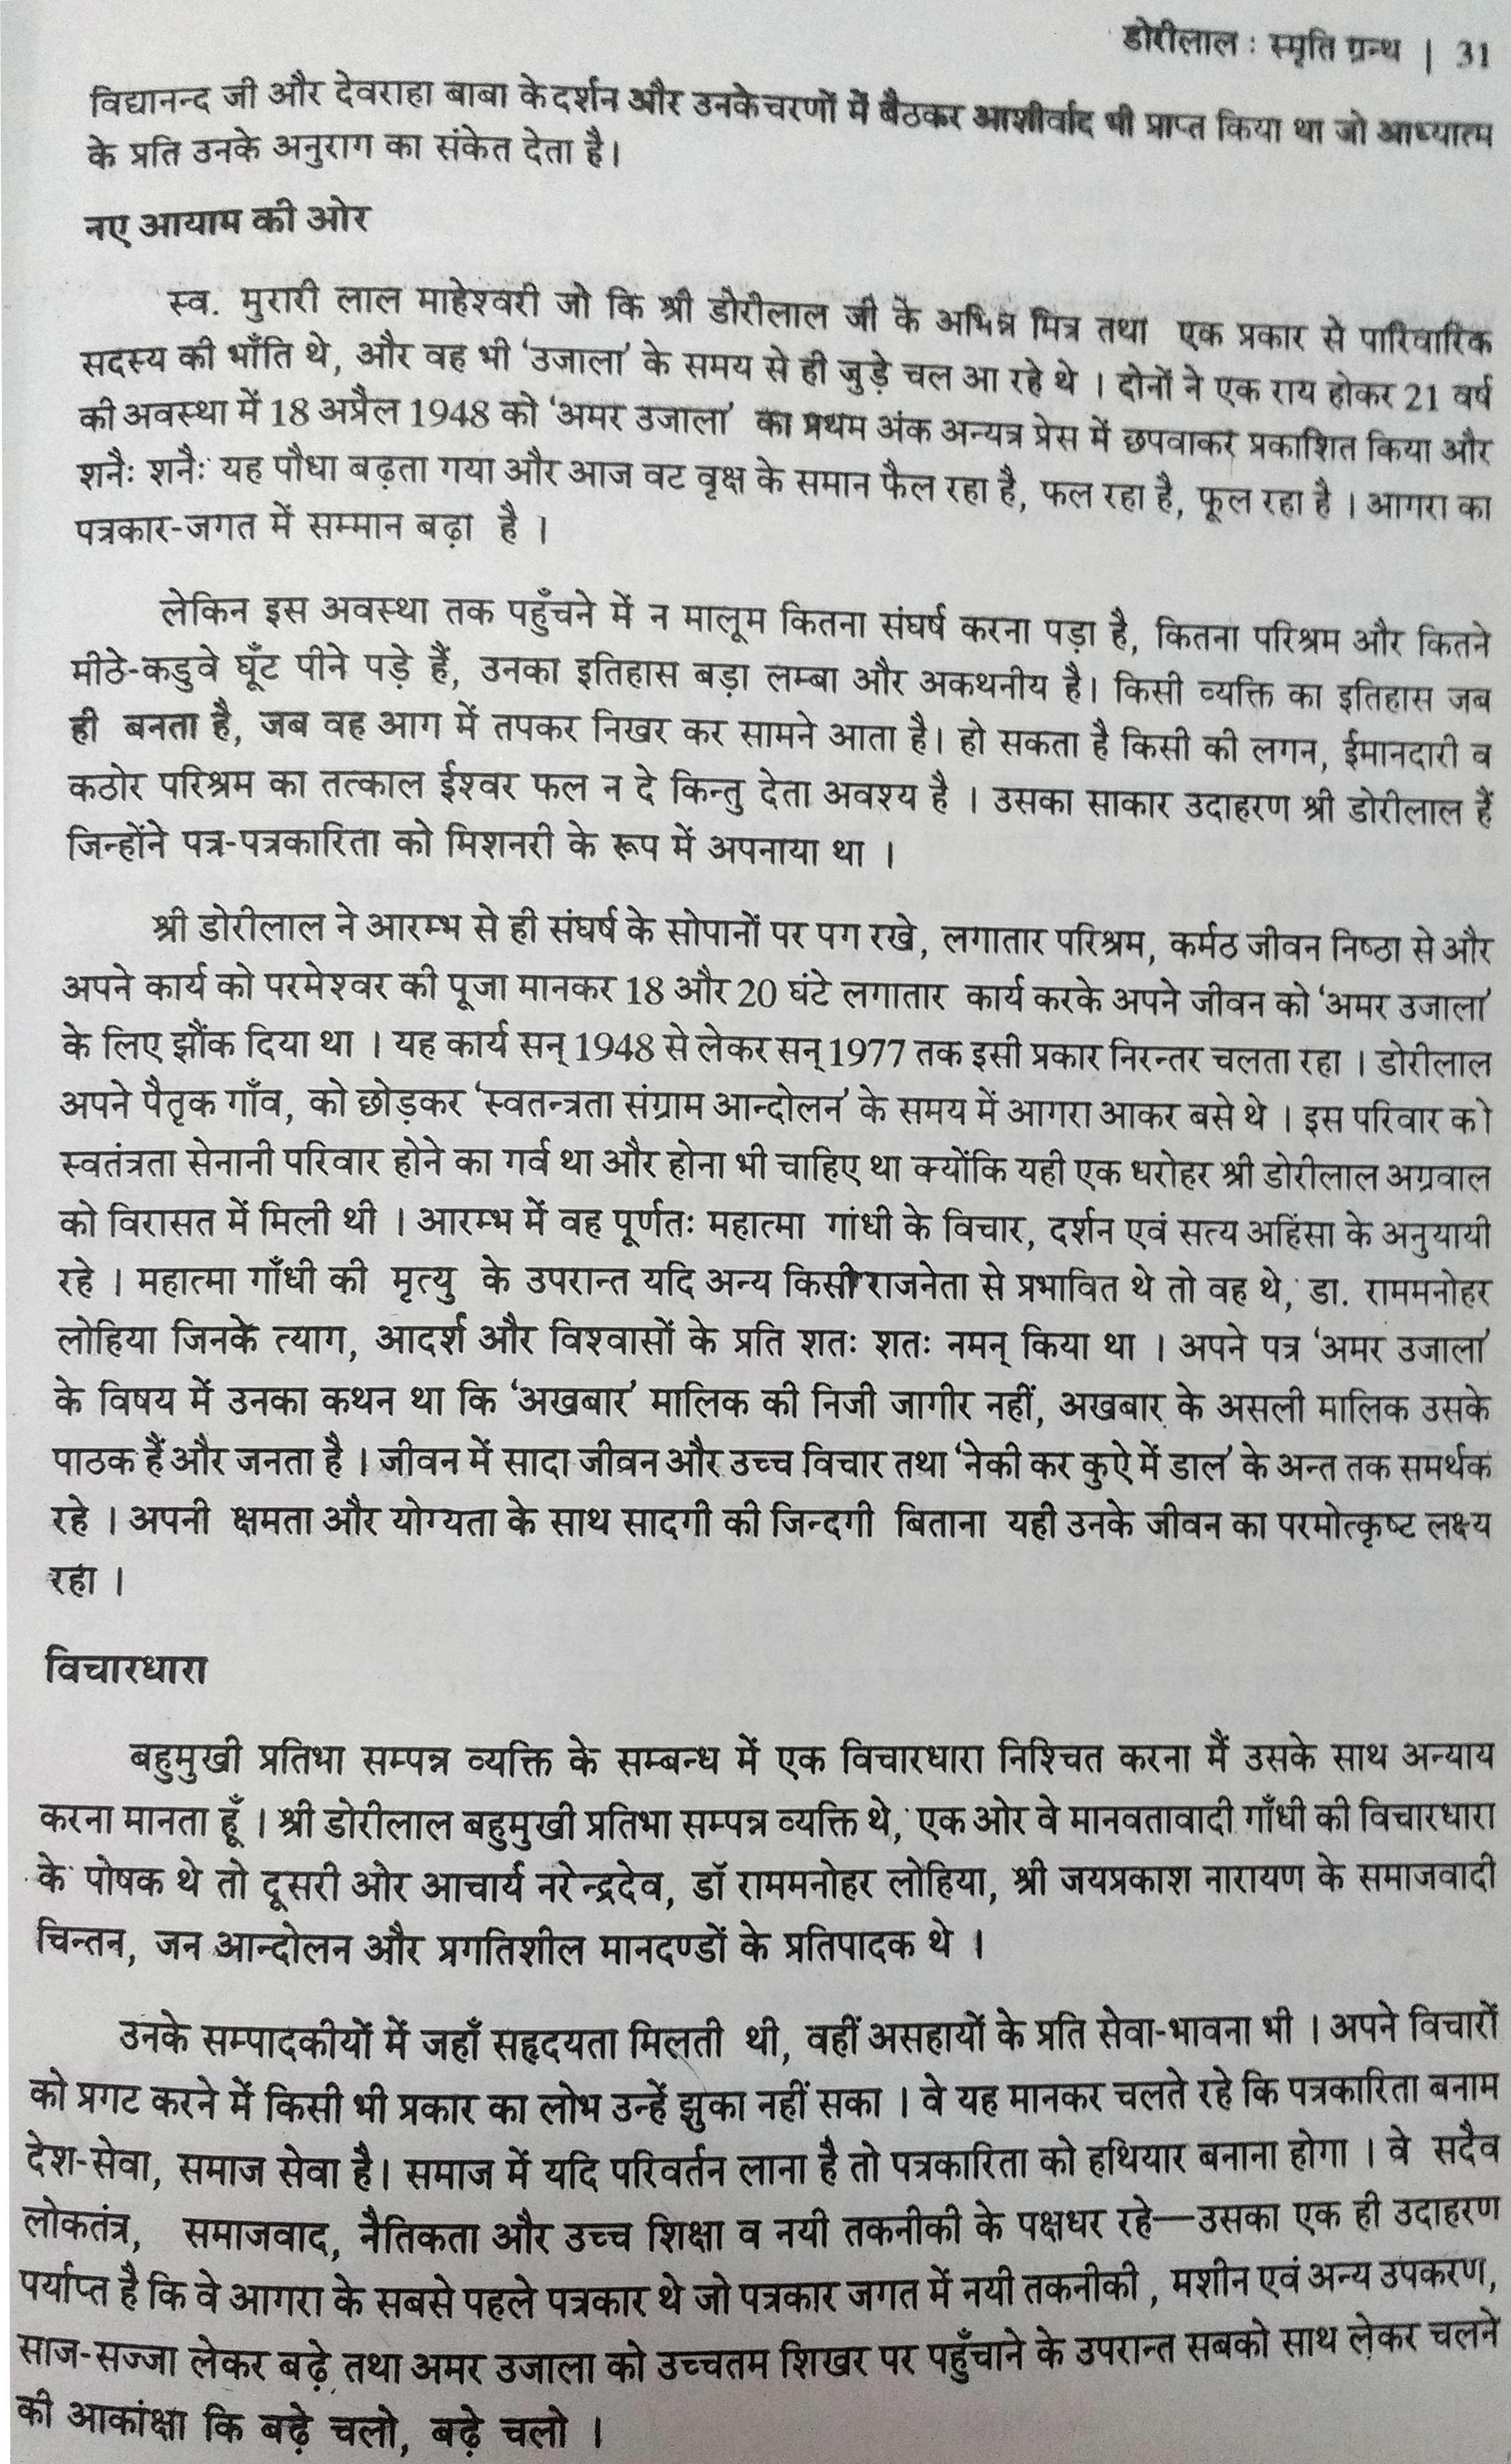 डोरीलाल : स्मृति ग्रन्थ | 31
विद्यानन्द जी और देवराहा बाबा के दर्शन और उनके चरणों में बैठकर आशीर्वाद भी प्राप्त किया था जो आध्यात्म
के प्रति उनके अनुराग का संकेत देता है।
नए आयाम की ओर
स्व. मुरारी लाल माहेश्वरी जो कि श्री डोरीलाल जी के अभिन्न मित्र तथा एक प्रकार से पारिवारिक
सदस्य की भाँति थे, और वह भी ‘उजाला’ के समय से ही जुड़े चल आ रहे थे । दोनों ने एक राय होकर 21 वर्ष
की अवस्था में 18 अप्रैल 1948 को ‘अमर उजाला’ का प्रथम अंक अन्यत्र प्रेस में छपवाकर प्रकाशित किया और
शनैः शनैः यह पौधा बढ़ता गया और आज वट वृक्ष के समान फैल रहा है, फल रहा है, फूल रहा है । आगरा का
पत्रकार-जगत में सम्मान बढ़ा है ।
लेकिन इस अवस्था तक पहुँचने में न मालूम कितना संघर्ष करना पड़ा है, कितना परिश्रम और कितने
मीठे-कडुवे घूँट पीने पड़े हैं, उनका इतिहास बड़ा लम्बा और अकथनीय है। किसी व्यक्ति का इतिहास जब
ही बनता है, जब वह आग में तपकर निखर कर सामने आता है। हो सकता है किसी की लगन, ईमानदारी व
कठोर परिश्रम का तत्काल ईश्वर फल न दे किन्तु देता अवश्य है । उसका साकार उदाहरण श्री डोरीलाल हैं
जिन्होंने पत्र-पत्रकारिता को मिशनरी के रूप में अपनाया था ।
श्री डोरीलाल ने आरम्भ से ही संघर्ष के सोपानों पर पग रखे, लगातार परिश्रम, कर्मठ जीवन निष्ठा से और
अपने कार्य को परमेश्वर की पूजा मानकर 18 और 20 घंटे लगातार कार्य करके अपने जीवन को ‘अमर उजाला’
के लिए झौंक दिया था । यह कार्य सन् 1948 से लेकर सन् 1977 तक इसी प्रकार निरन्तर चलता रहा । डोरीलाल
अपने पैतृक गाँव, को छोड़कर ‘स्वतन्त्रता संग्राम आन्दोलन’ के समय में आगरा आकर बसे थे । इस परिवार को
स्वतंत्रता सेनानी परिवार होने का गर्व था और होना भी चाहिए था क्योंकि यही एक धरोहर श्री डोरीलाल अग्रवाल
को विरासत में मिली थी । आरम्भ में वह पूर्णतः महात्मा गांधी के विचार, दर्शन एवं सत्य अहिंसा के अनुयायी
रहे । महात्मा गाँधी की मृत्यु के उपरान्त यदि अन्य किसी राजनेता से प्रभावित थे तो वह थे, डा. राममनोहर
लोहिया जिनके त्याग, आदर्श और विश्वासों के प्रति शतः शतः नमन् किया था । अपने पत्र ‘अमर उजाला’
के विषय में उनका कथन था कि ‘अखबार’ मालिक की निजी जागीर नहीं, अखबार के असली मालिक उसके
पाठक हैं और जनता है । जीवन में सादा जीवन और उच्च विचार तथा ‘नेकी कर कुऐ में डाल’ के अन्त तक समर्थक
रहे । अपनी क्षमता और योग्यता के साथ सादगी की जिन्दगी बिताना यही उनके जीवन का परमोत्कृष्ट लक्ष्य
रहा ।
विचारधारा
बहुमुखी प्रतिभा सम्पन्न व्यक्ति के सम्बन्ध में एक विचारधारा निश्चित करना मैं उसके साथ अन्याय
करना मानता हूँ । श्री डोरीलाल बहुमुखी प्रतिभा सम्पन्न व्यक्ति थे, एक ओर वे मानवतावादी गाँधी की विचारधारा
के पोषक थे तो दूसरी ओर आचार्य नरेन्द्रदेव, डॉ राममनोहर लोहिया, श्री जयप्रकाश नारायण के समाजवादी
चिन्तन, जन आन्दोलन और प्रगतिशील मानदण्डों के प्रतिपादक थे ।
उनके सम्पादकीयों में जहाँ सहृदयता मिलती थी, वहीं असहायों के प्रति सेवा-भावना भी । अपने विचारों
को प्रगट करने में किसी भी प्रकार का लोभ उन्हें झुका नहीं सका । वे यह मानकर चलते रहे कि पत्रकारिता बनाम
देश-सेवा, समाज सेवा है। समाज में यदि परिवर्तन लाना है तो पत्रकारिता को हथियार बनाना होगा । वे सदैव
लोकतंत्र, समाजवाद, नैतिकता और उच्च शिक्षा व नयी तकनीकी के पक्षधर रहे—उसका एक ही उदाहरण
पर्याप्त है कि वे आगरा के सबसे पहले पत्रकार थे जो पत्रकार जगत में नयी तकनीकी , मशीन एवं अन्य उपकरण,
साज-सज्जा लेकर बढ़े तथा अमर उजाला को उच्चतम शिखर पर पहुँचाने के उपरान्त सबको साथ लेकर चलने
की आकांक्षा कि बढ़े चलो, बढ़े चलो ।